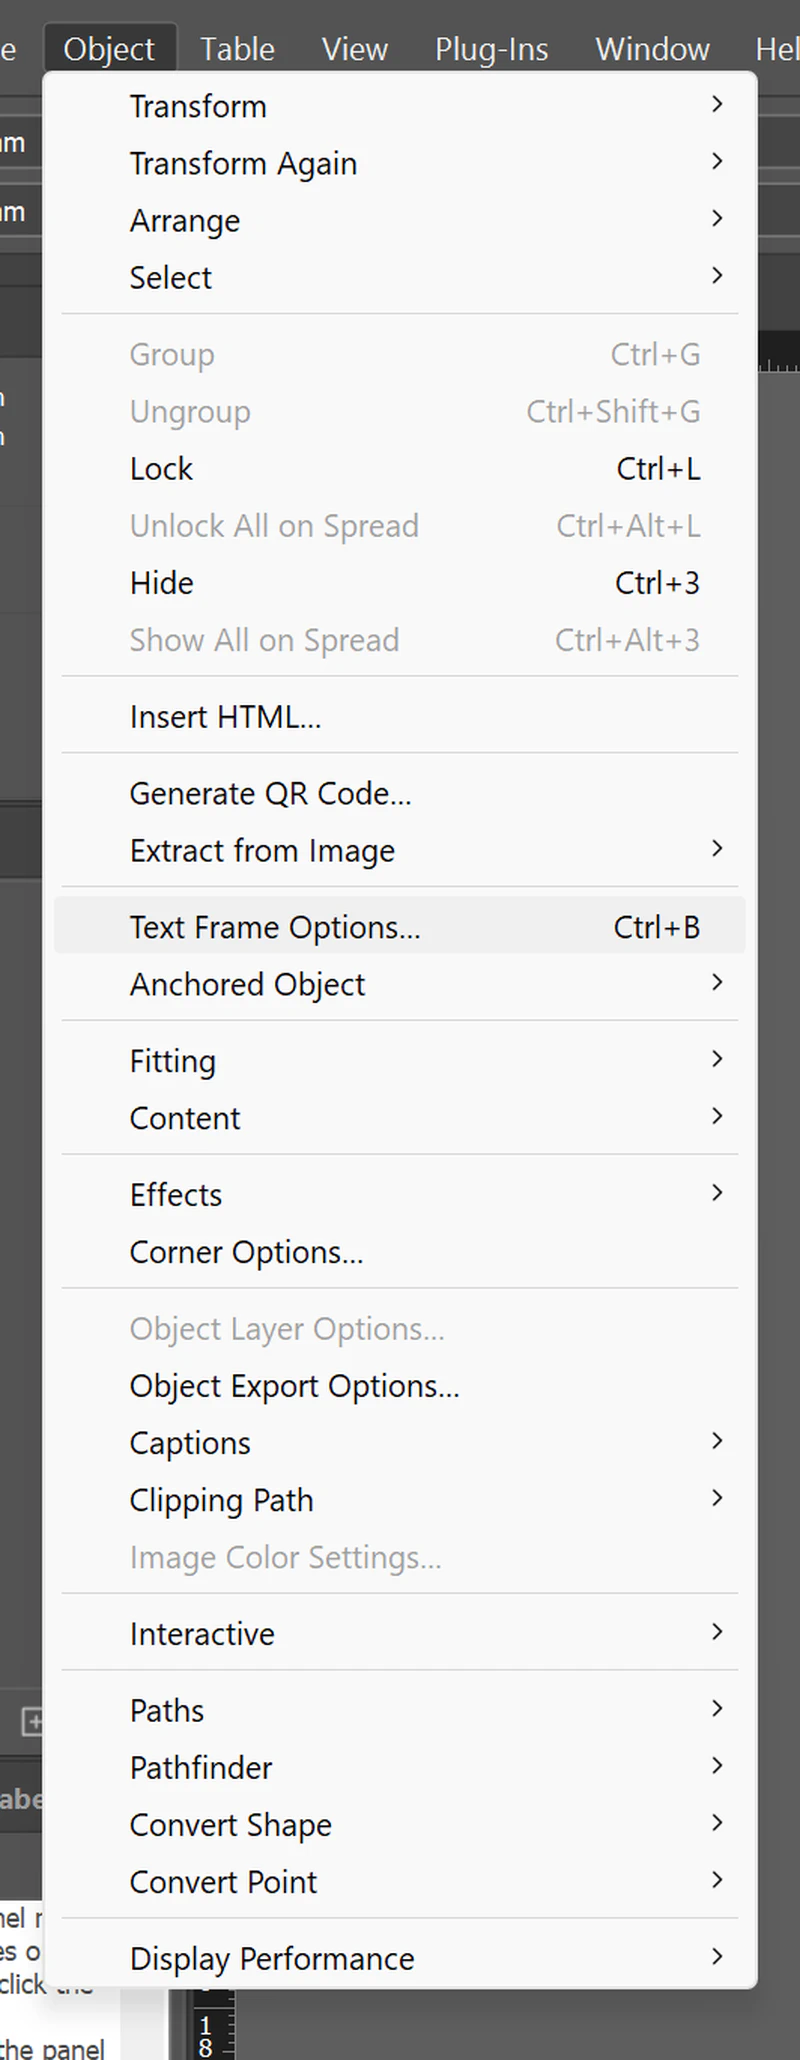 e Object Table View Plug-Ins Window Hel
Transform
Transform Again
Arrange
Select
Group Ctrl+G
Ungroup Ctrl+Shift+G
Lock Ctrl+L
Unlock All on Spread Ctrl+Alt+L
Hide Ctrl+3
Show All on Spread Ctrl+Alt+3
Insert HTML...
Generate QR Code...
Extract from Image
Text Frame Options... Ctrl+B
Anchored Object
Fitting
Content
Effects
Corner Options...
Object Layer Options...
Object Export Options...
Captions
Clipping Path
Image Color Settings...
Interactive
Paths
Pathfinder
Convert Shape
Convert Point
Display Performance
click the
the panel
1
8